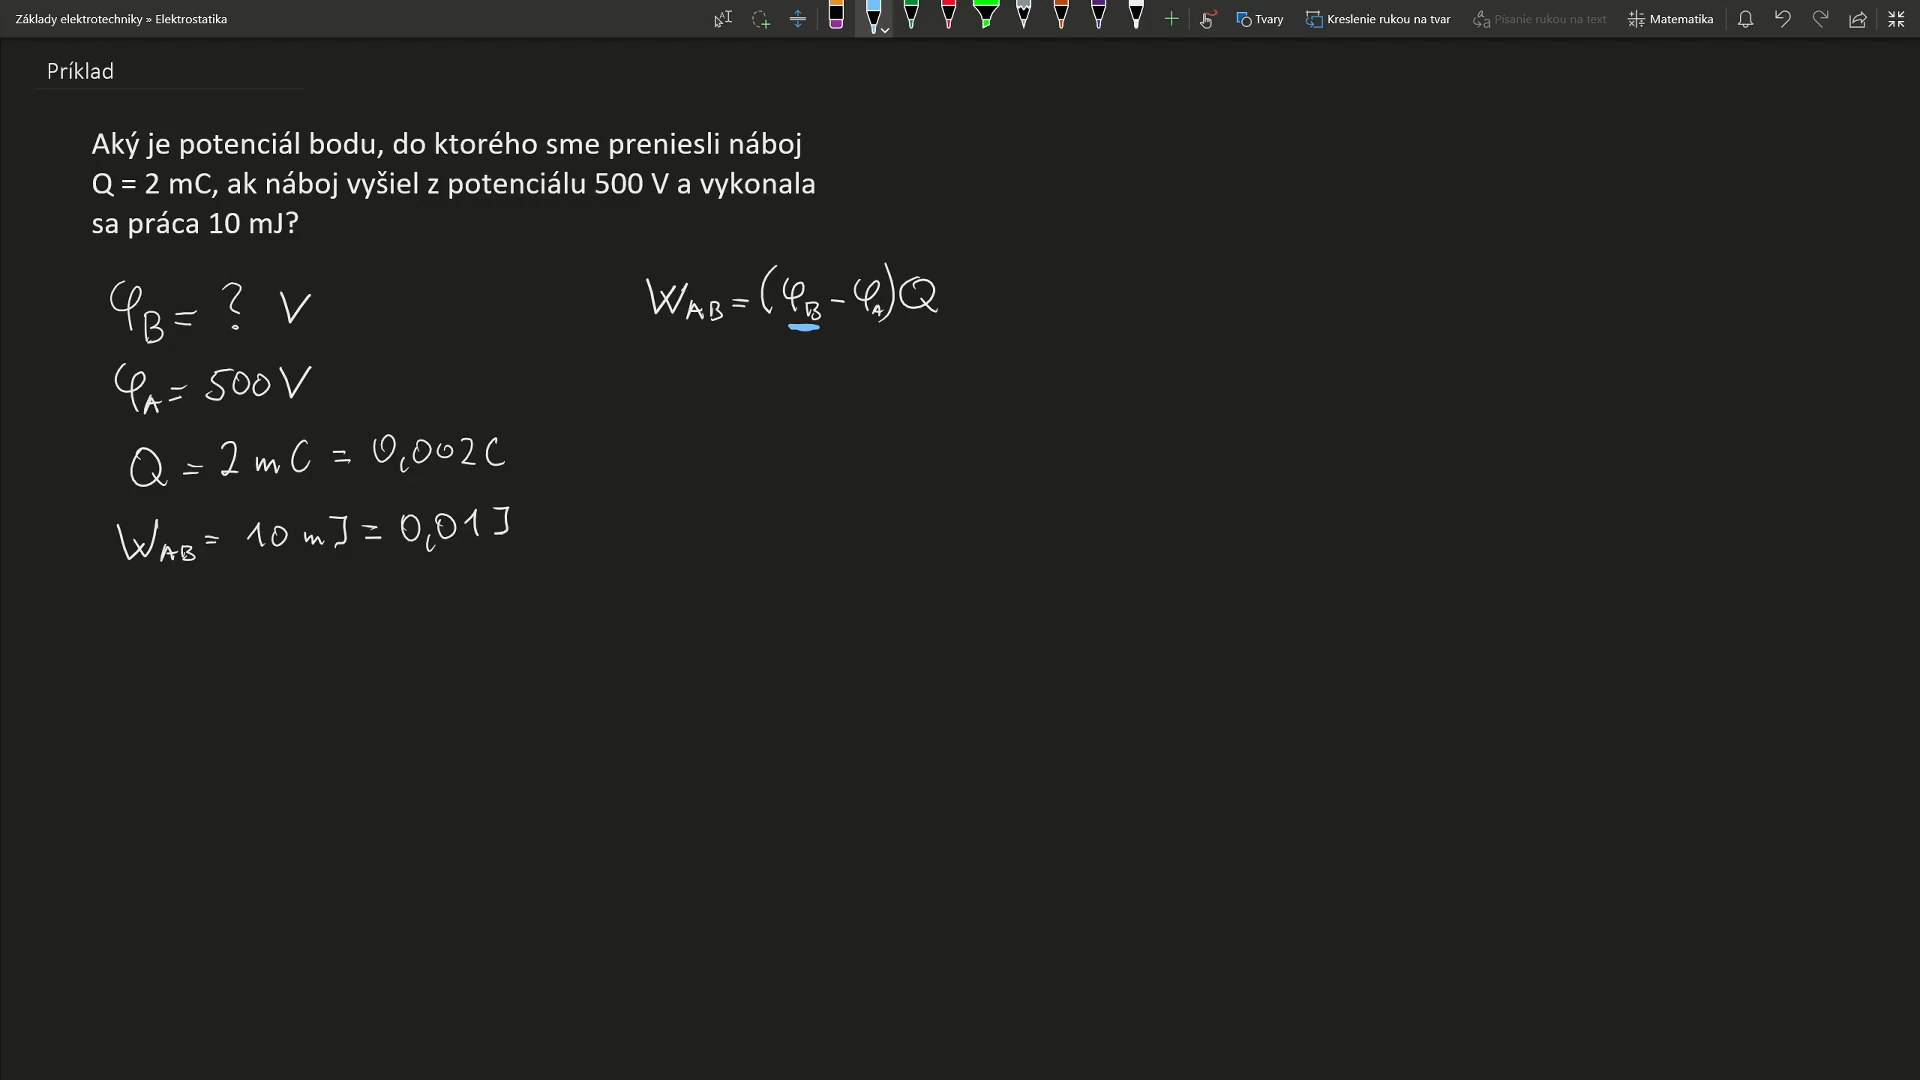 Základy elektrotechniky » Elektrostatika
Tvary
Kreslenie rukou na tvar
Písanie rukou na text
Matematika
Príklad
Aký je potenciál bodu, do ktorého sme preniesli náboj
Q = 2 mC, ak náboj vyšiel z potenciálu 500 V a vykonala
sa práca 10 mJ?
φB = ? V
φA = 500 V
Q = 2 mC = 0,002 C
WAB = 10 mJ = 0,01 J
WAB = (φB - φA) Q